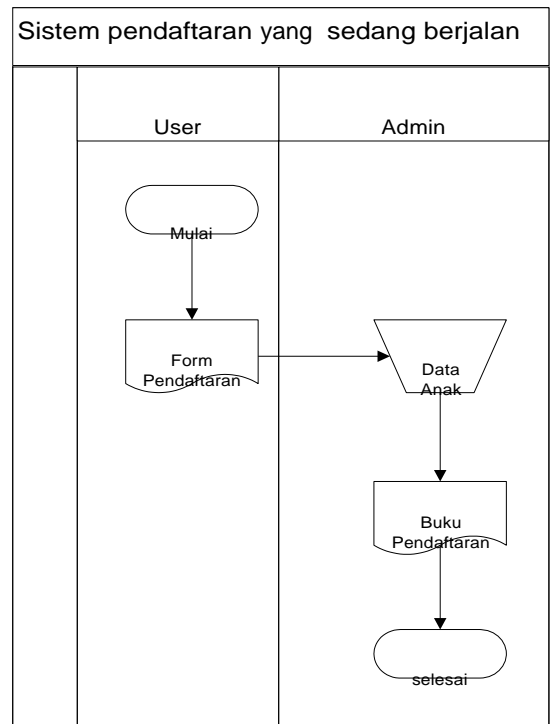 Sistem pendaftaran yang sedang berjalan
User
Admin
Mulai
Form
Pendaftaran
Data
Anak
Buku
Pendaftaran
selesai